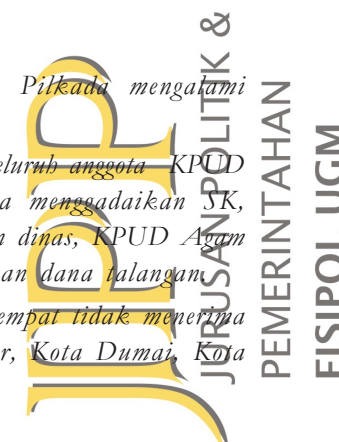 Pilkada mengalami
eluruh anggota KPUD
a menggadaikan SK,
n dinas, KPUD Agam
an dana talangan.
empat tidak menerima
r, Kota Dumai, Kota
JPP
JURUSAN POLITIK &
PEMERINTAHAN
FISIPOL UGM